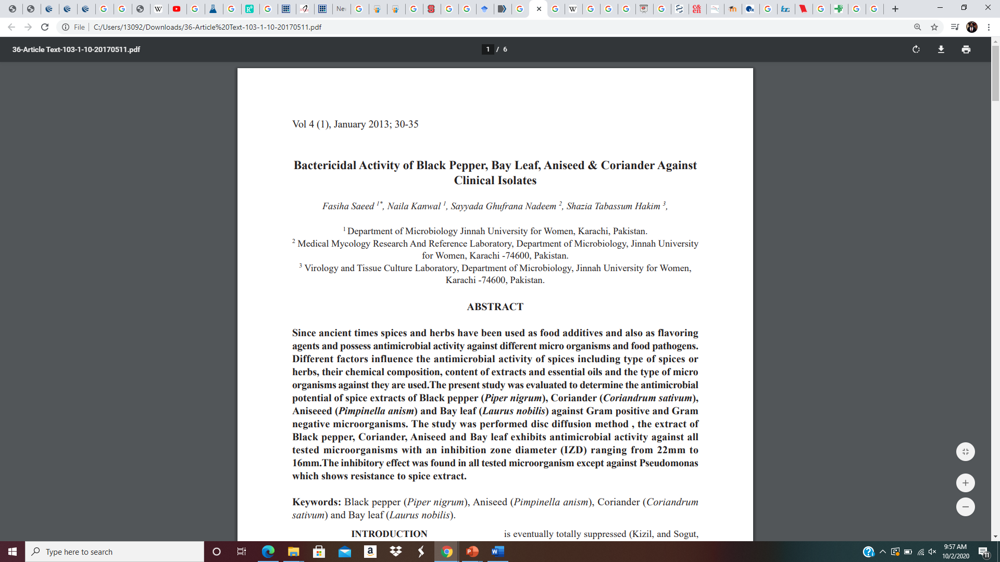 New
File
C:/Users/13092/Downloads/36-Article%20Text-103-1-10-20170511.pdf
36-Article Text-103-1-10-20170511.pdf
1 / 6
Vol 4 (1), January 2013; 30-35
Bactericidal Activity of Black Pepper, Bay Leaf, Aniseed & Coriander Against
Clinical Isolates
Fasiha Saeed 1*, Naila Kanwal 1, Sayyada Ghufrana Nadeem 2, Shazia Tabassum Hakim 3,
1 Department of Microbiology Jinnah University for Women, Karachi, Pakistan.
2 Medical Mycology Research And Reference Laboratory, Department of Microbiology, Jinnah University
for Women, Karachi -74600, Pakistan.
3 Virology and Tissue Culture Laboratory, Department of Microbiology, Jinnah University for Women,
Karachi -74600, Pakistan.
ABSTRACT
Since ancient times spices and herbs have been used as food additives and also as flavoring
agents and possess antimicrobial activity against different micro organisms and food pathogens.
Different factors influence the antimicrobial activity of spices including type of spices or
herbs, their chemical composition, content of extracts and essential oils and the type of micro
organisms against they are used.The present study was evaluated to determine the antimicrobial
potential of spice extracts of Black pepper (Piper nigrum), Coriander (Coriandrum sativum),
Aniseeed (Pimpinella anism) and Bay leaf (Laurus nobilis) against Gram positive and Gram
negative microorganisms. The study was performed disc diffusion method , the extract of
Black pepper, Coriander, Aniseed and Bay leaf exhibits antimicrobial activity against all
tested microorganisms with an inhibition zone diameter (IZD) ranging from 22mm to
16mm.The inhibitory effect was found in all tested microorganism except against Pseudomonas
which shows resistance to spice extract.
Keywords: Black pepper (Piper nigrum), Aniseed (Pimpinella anism), Coriander (Coriandrum
sativum) and Bay leaf (Laurus nobilis).
INTRODUCTION
is eventually totally suppressed (Kizil, and Sogut,
Type here to search
9:57 AM
10/2/2020
11